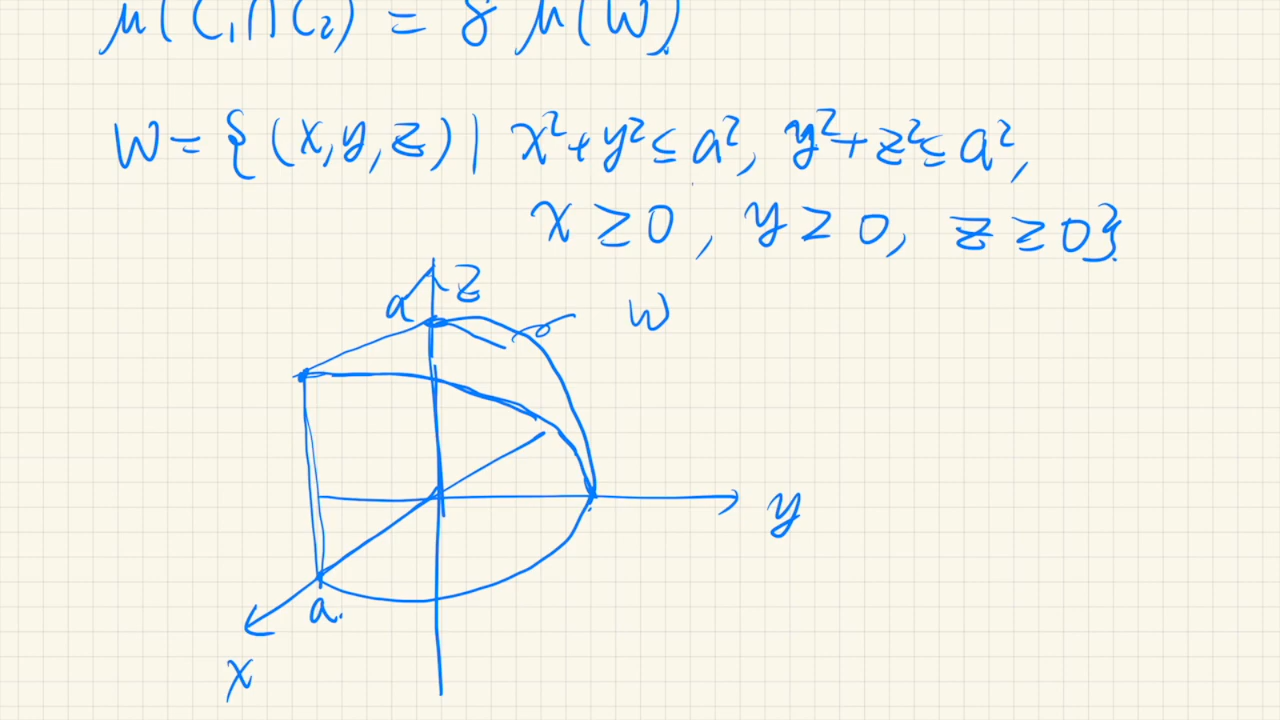 μ(C₁∩C₂) = 8 μ(W).
W = {(x,y,z) | x²+y² ≤ a², y²+z² ≤ a²,
x ≥ 0, y ≥ 0, z ≥ 0}.
z
a
W
y
a.
x